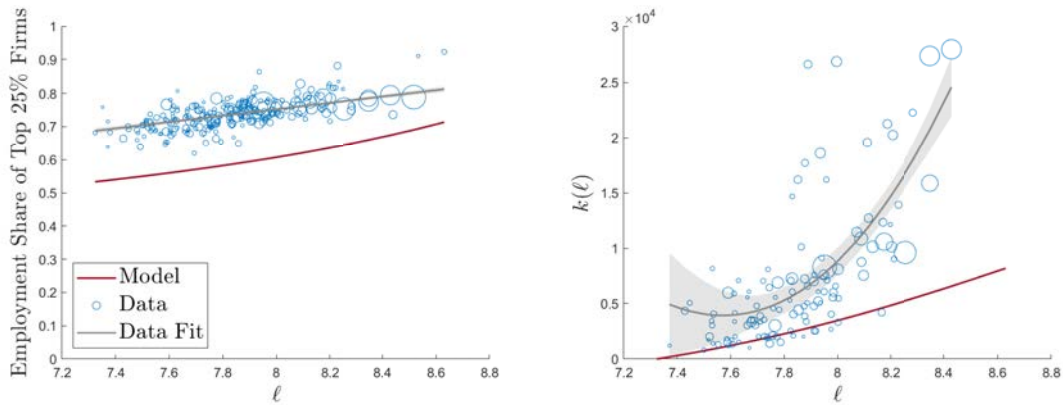 Employment Share of Top 25% Firms
1
0.9
0.8
0.7
0.6
0.5
0.4
0.3
0.2
0.1
0
Model
Data
Data Fit
7.2 7.4 7.6 7.8 8 8.2 8.4 8.6 8.8
ℓ
×10⁴
k(ℓ)
3
2.5
2
1.5
1
0.5
0
7.2 7.4 7.6 7.8 8 8.2 8.4 8.6 8.8
ℓ